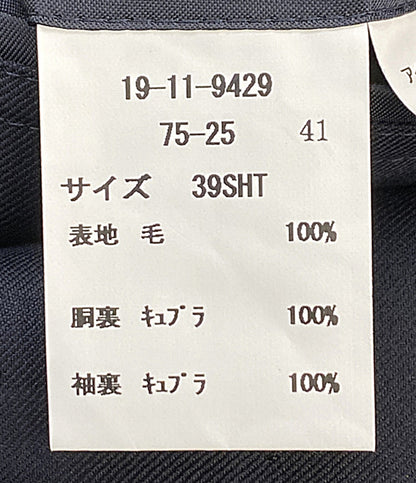 19-11-9429
75-25 41
サイズ 39SHT
表地 毛 100%
胴裏 ｷｭﾌﾟﾗ 100%
袖裏 ｷｭﾌﾟﾗ 100%